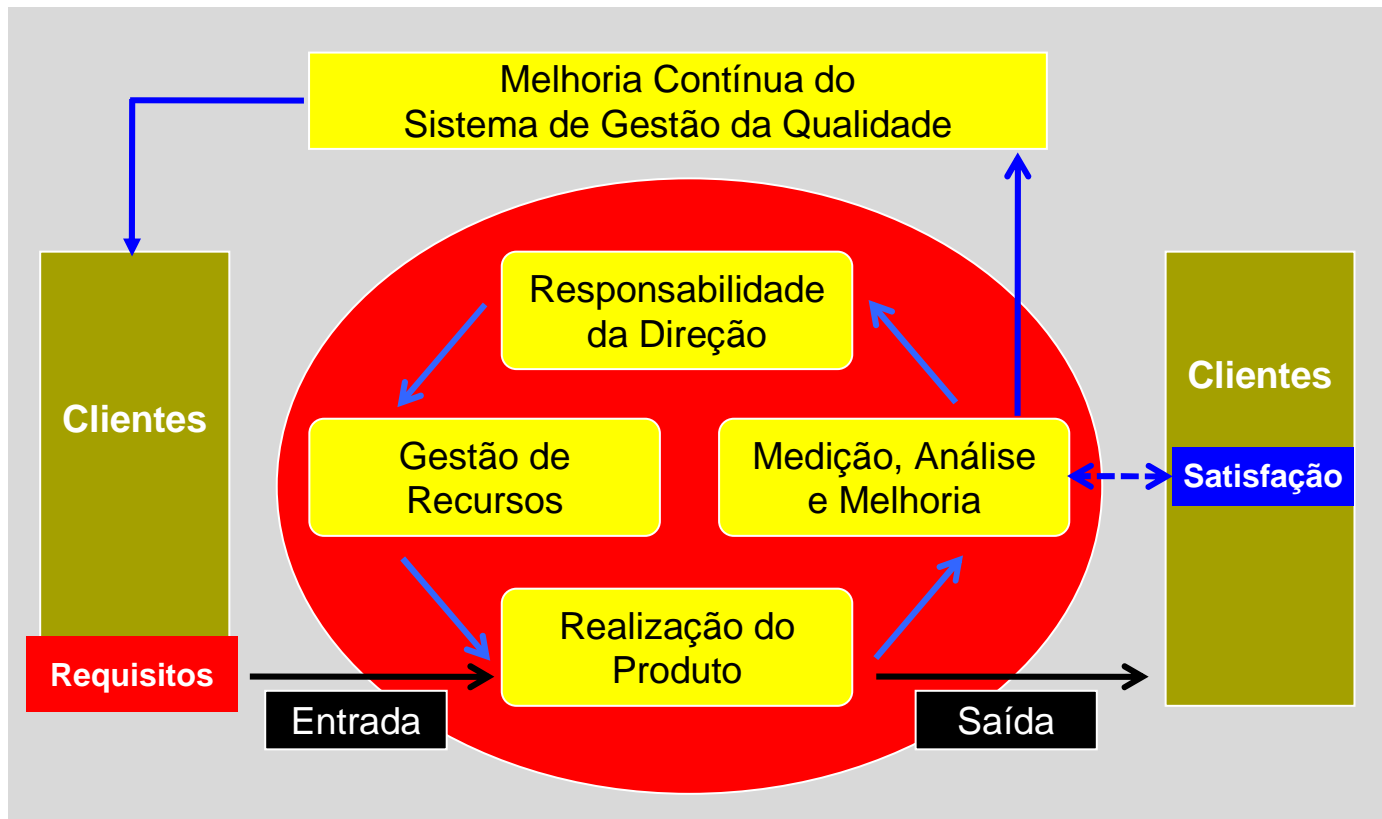 Melhoria Contínua do
Sistema de Gestão da Qualidade
Responsabilidade
da Direção
Clientes
Clientes
Gestão de
Recursos
Medição, Análise
e Melhoria
Satisfação
Realização do
Produto
Requisitos
Entrada
Saída